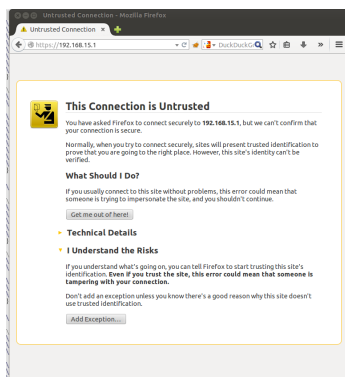 Untrusted Connection - Mozilla Firefox
Untrusted Connection
https://192.168.15.1
DuckDuckG
This Connection is Untrusted
You have asked Firefox to connect securely to 192.168.15.1, but we can't confirm that
your connection is secure.
Normally, when you try to connect securely, sites will present trusted identification to
prove that you are going to the right place. However, this site's identity can't be
verified.
What Should I Do?
If you usually connect to this site without problems, this error could mean that
someone is trying to impersonate the site, and you shouldn't continue.
Get me out of here!
Technical Details
I Understand the Risks
If you understand what's going on, you can tell Firefox to start trusting this site's
identification. Even if you trust the site, this error could mean that someone is
tampering with your connection.
Don't add an exception unless you know there's a good reason why this site doesn't
use trusted identification.
Add Exception...